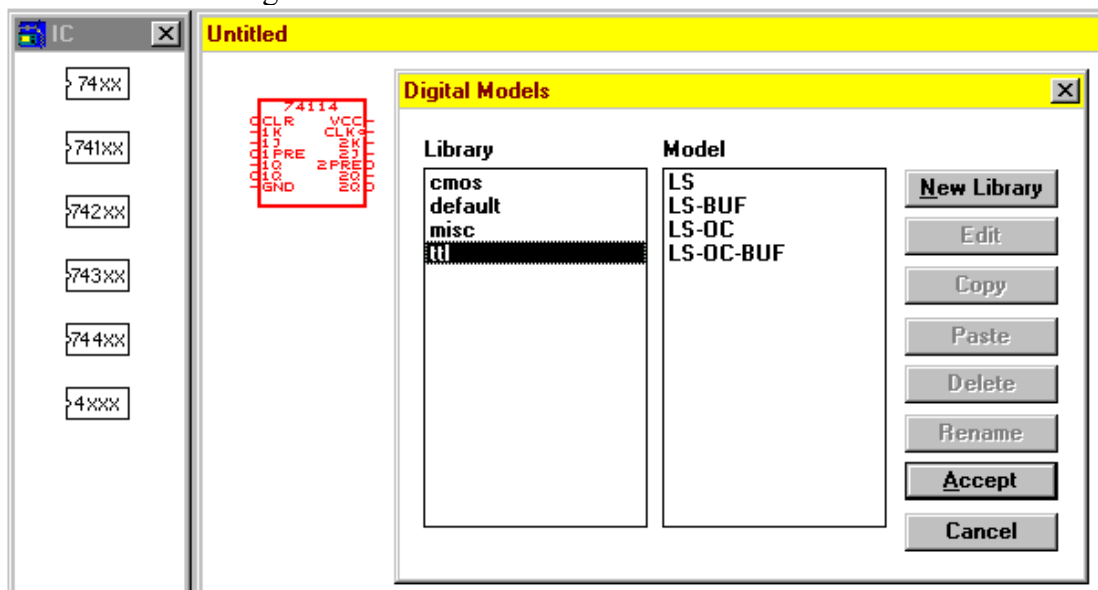 IC
74xx
741xx
742xx
743xx
744xx
4xxx
Untitled
74114
CLR VCC
1K CLK
1J 2K
1PRE 2J
1Q 2PRE
1Q 2Q
GND 2Q
Digital Models
Library
cmos
default
misc
ttl
Model
LS
LS-BUF
LS-OC
LS-OC-BUF
New Library
Edit
Copy
Paste
Delete
Rename
Accept
Cancel